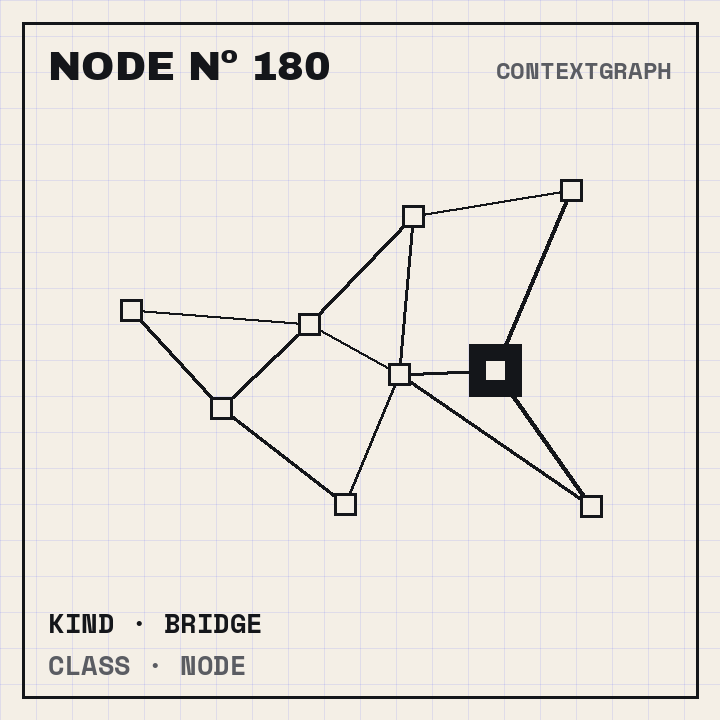 NODE Nº 180
CONTEXTGRAPH
KIND · BRIDGE
CLASS · NODE